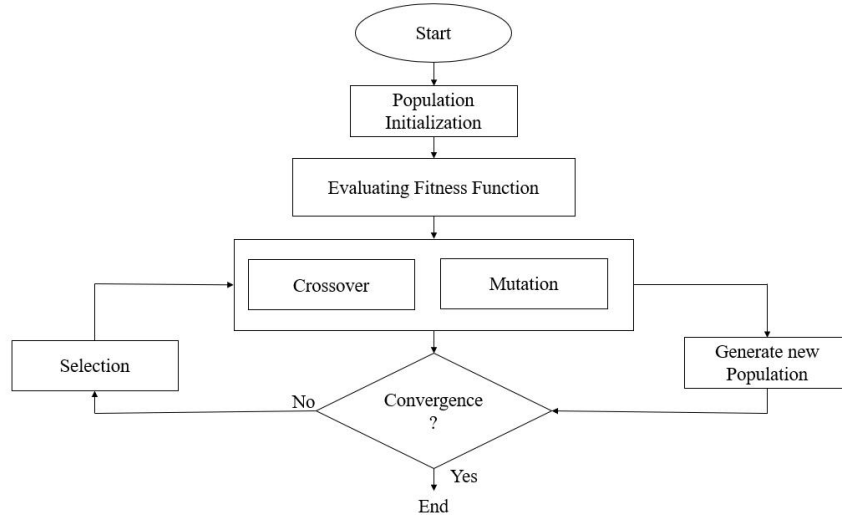 Start
Population
Initialization
Evaluating Fitness Function
Crossover
Mutation
Selection
Generate new
Population
No
Convergence
?
Yes
End